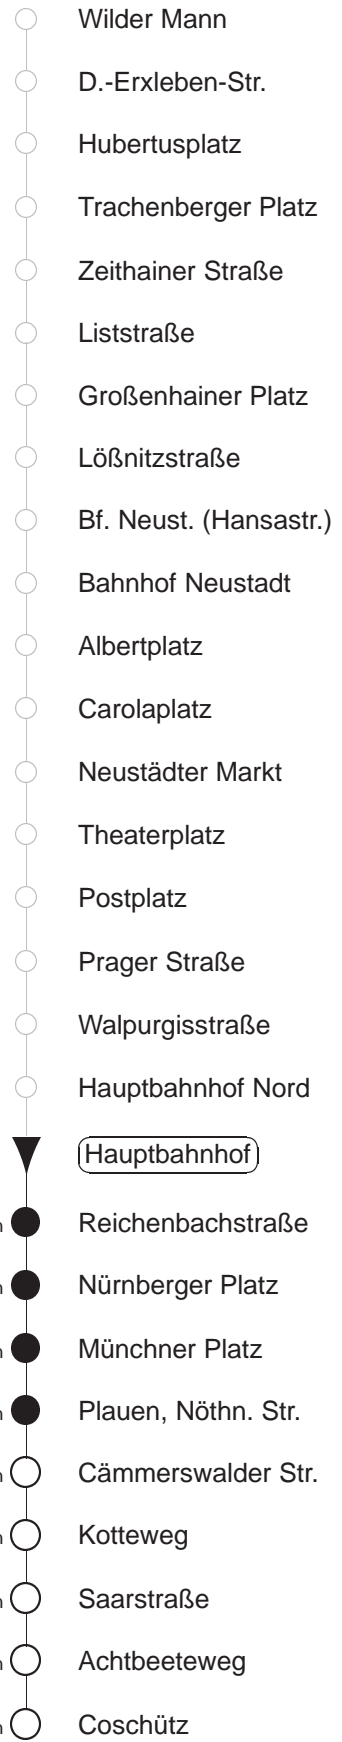 Wilder Mann
D.-Erxleben-Str.
Hubertusplatz
Trachenberger Platz
Zeithainer Straße
Liststraße
Großenhainer Platz
Lößnitzstraße
Bf. Neust. (Hansastr.)
Bahnhof Neustadt
Albertplatz
Carolaplatz
Neustädter Markt
Theaterplatz
Postplatz
Prager Straße
Walpurgisstraße
Hauptbahnhof Nord
Hauptbahnhof
Reichenbachstraße
Nürnberger Platz
Münchner Platz
Plauen, Nöthn. Str.
Cämmerswalder Str.
Kotteweg
Saarstraße
Achtbeeteweg
Coschütz